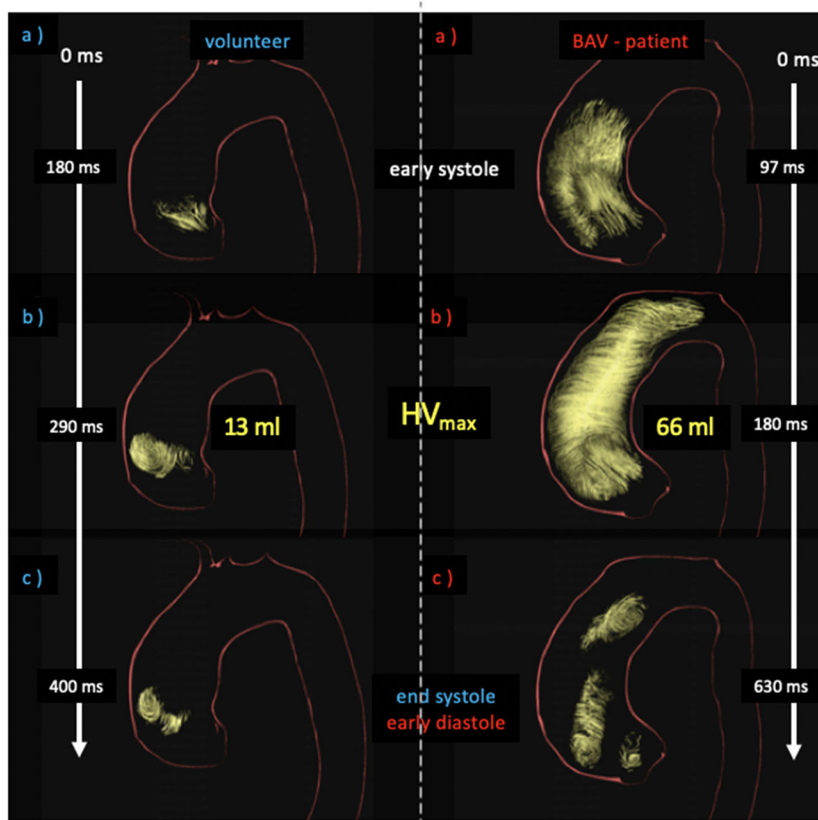 a )
volunteer
a )
BAV - patient
0 ms
0 ms
180 ms
early systole
97 ms
b )
b )
290 ms
13 ml
HVmax
66 ml
180 ms
c )
c )
400 ms
end systole
early diastole
630 ms